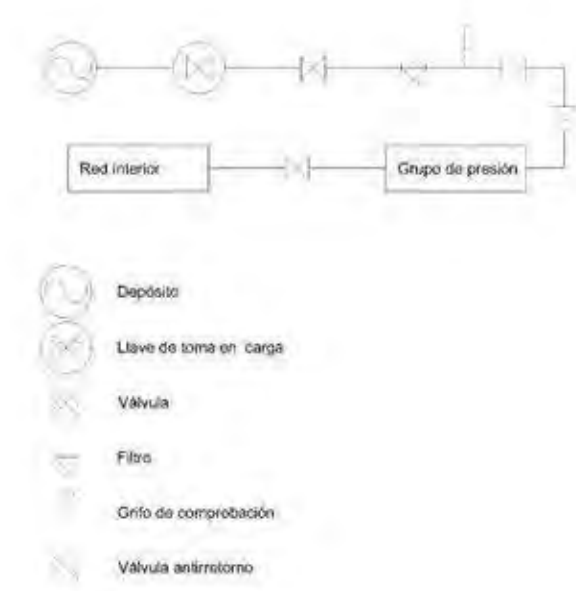 Red interior
Grupo de presión
Depósito
Llave de toma en carga
Válvula
Filtro
Grifo de comprobación
Válvula antirretorno